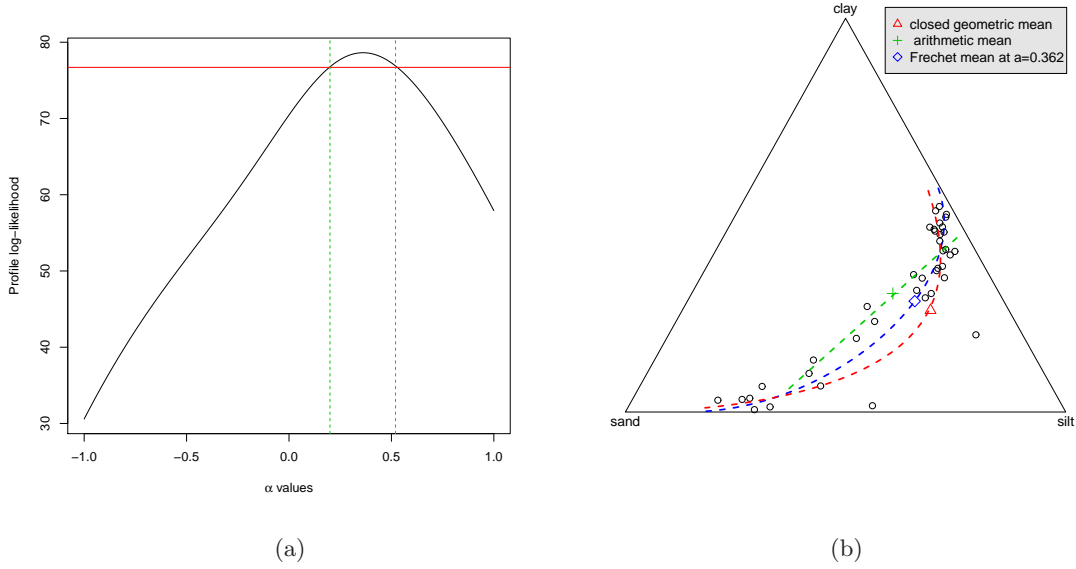 Profile log−likelihood
80
70
60
50
40
30
−1.0
−0.5
0.0
0.5
1.0
α values
(a)
clay
closed geometric mean
arithmetic mean
Frechet mean at a=0.362
sand
silt
(b)